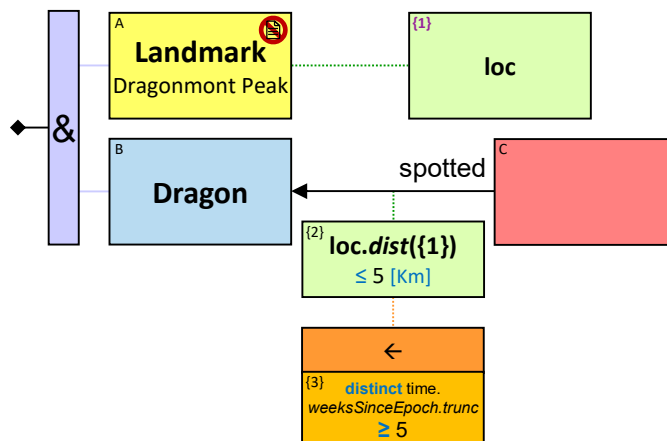 A
Landmark
Dragonmont Peak
{1}
loc
&
B
Dragon
spotted
C
{2}
loc.dist({1})
≤ 5 [Km]
←
{3}
distinct time.
weeksSinceEpoch.trunc
≥ 5